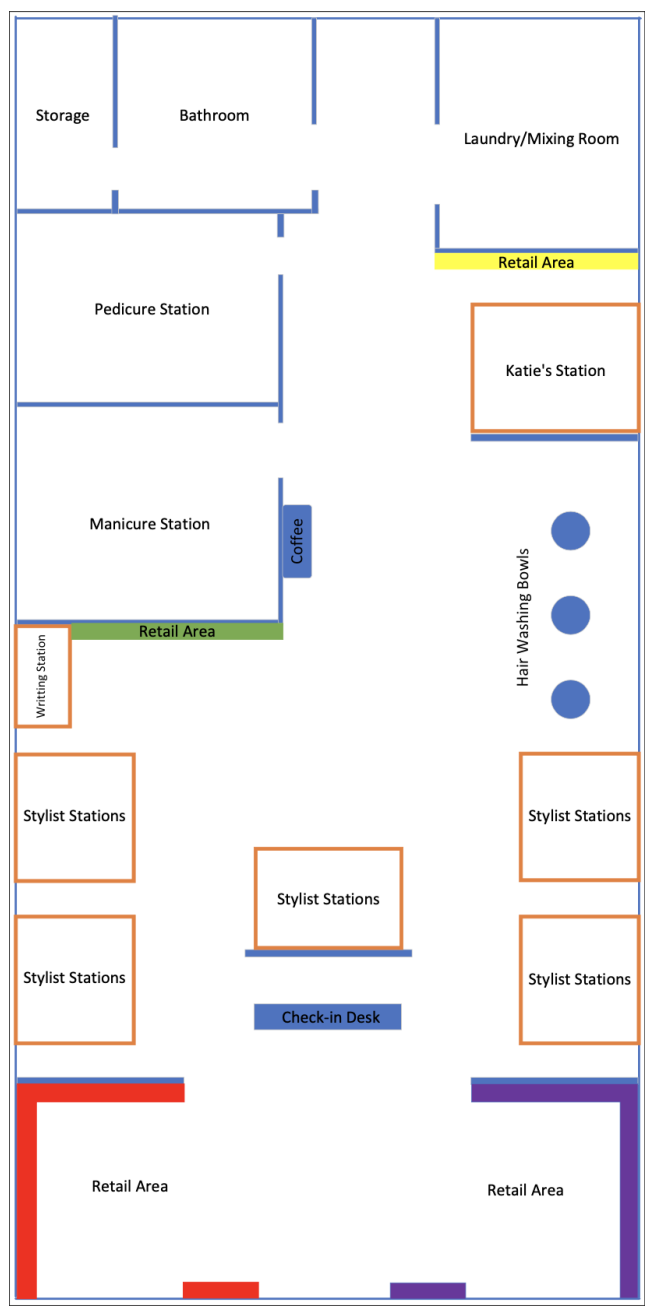 Storage
Bathroom
Laundry/Mixing Room
Retail Area
Pedicure Station
Katie's Station
Manicure Station
Coffee
Hair Washing Bowls
Retail Area
Writting Station
Stylist Stations
Stylist Stations
Stylist Stations
Stylist Stations
Stylist Stations
Check-in Desk
Retail Area
Retail Area